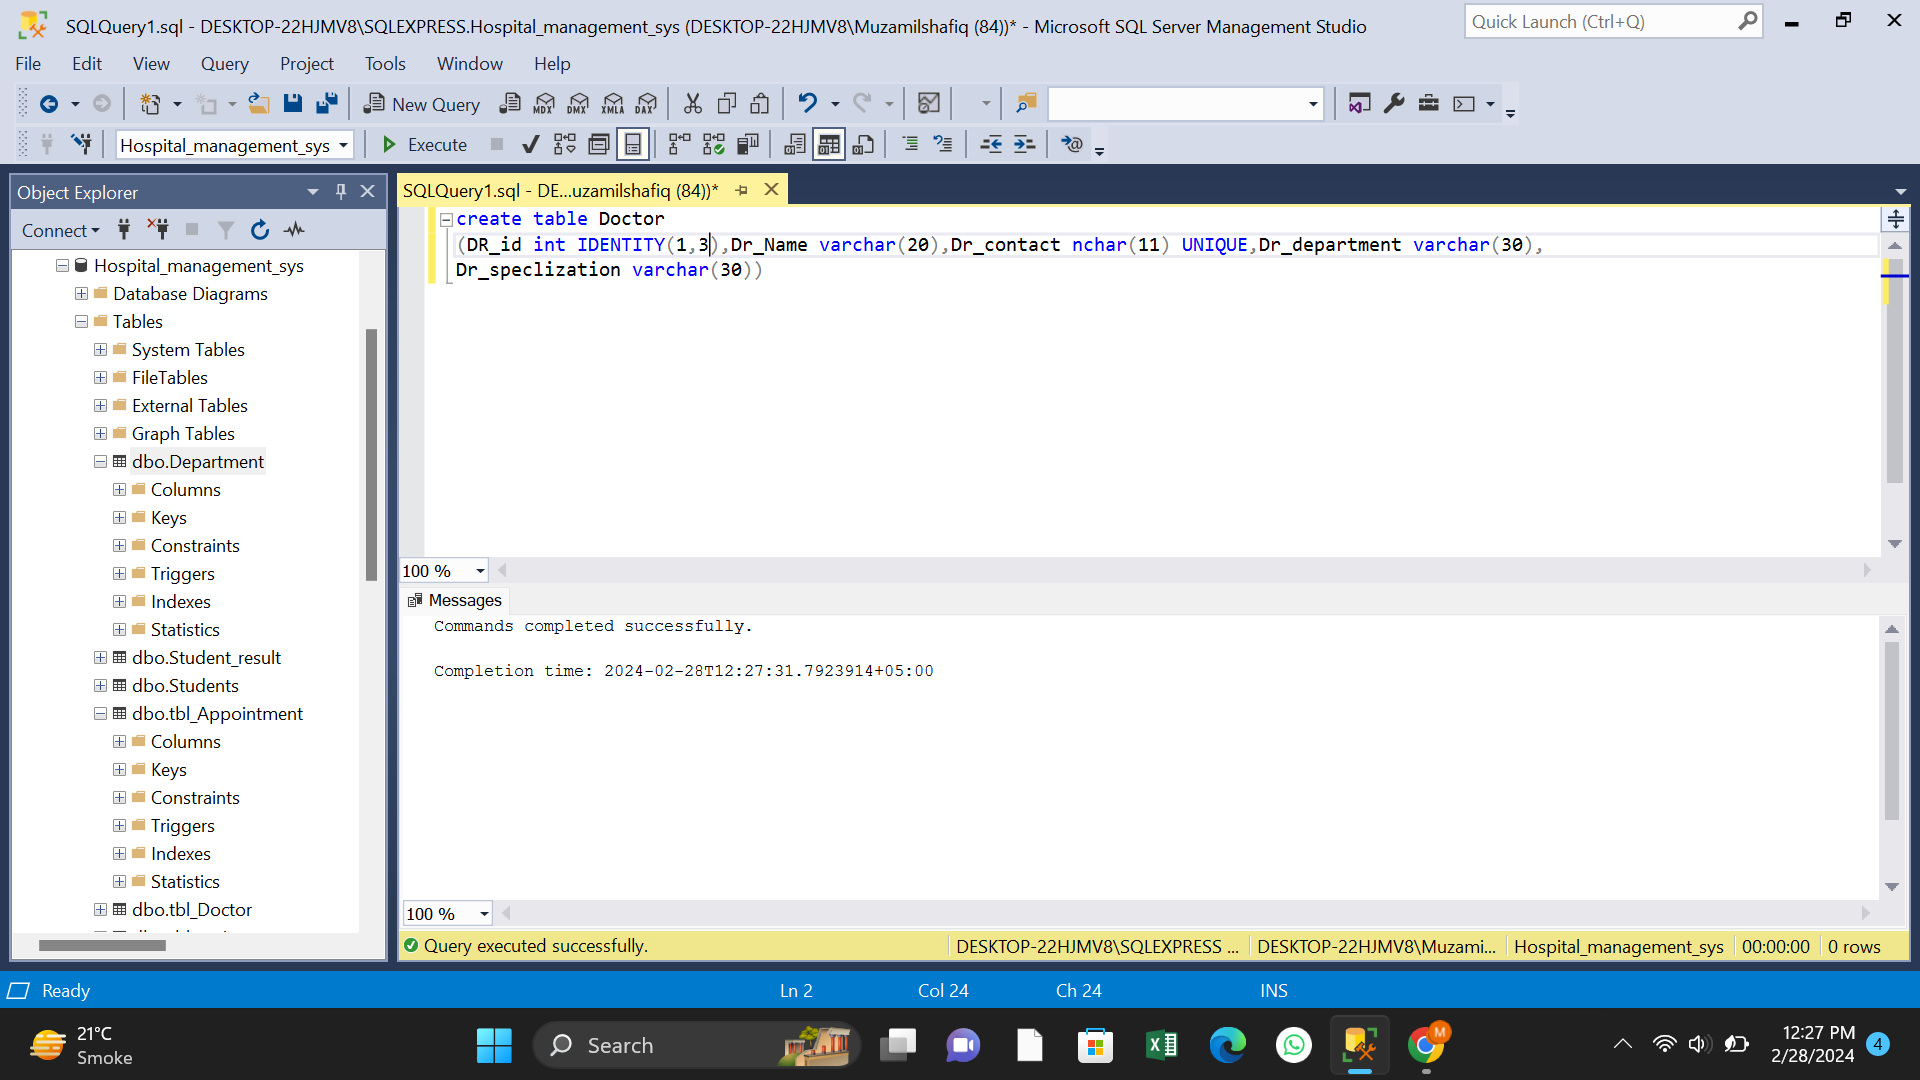 SQLQuery1.sql - DESKTOP-22HJMV8\SQLEXPRESS.Hospital_management_sys (DESKTOP-22HJMV8\Muzamilshafiq (84))* - Microsoft SQL Server Management Studio
Quick Launch (Ctrl+Q)
File Edit View Query Project Tools Window Help
New Query MDX DMX XMLA DAX
Hospital_management_sys Execute
Object Explorer
Connect
Hospital_management_sys
Database Diagrams
Tables
System Tables
FileTables
External Tables
Graph Tables
dbo.Department
Columns
Keys
Constraints
Triggers
Indexes
Statistics
dbo.Student_result
dbo.Students
dbo.tbl_Appointment
Columns
Keys
Constraints
Triggers
Indexes
Statistics
dbo.tbl_Doctor
SQLQuery1.sql - DE...uzamilshafiq (84))*
create table Doctor
(DR_id int IDENTITY(1,3),Dr_Name varchar(20),Dr_contact nchar(11) UNIQUE,Dr_department varchar(30),
Dr_speclization varchar(30))
100 %
Messages
Commands completed successfully.
Completion time: 2024-02-28T12:27:31.7923914+05:00
100 %
Query executed successfully. DESKTOP-22HJMV8\SQLEXPRESS ... DESKTOP-22HJMV8\Muzami... Hospital_management_sys 00:00:00 0 rows
Ready Ln 2 Col 24 Ch 24 INS
21°C
Smoke
Search
M
12:27 PM
2/28/2024
4